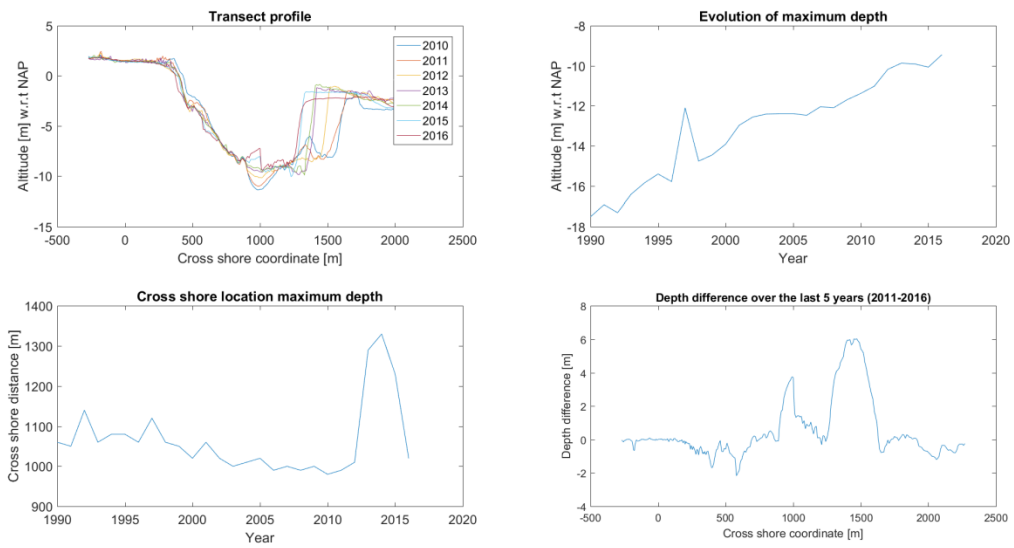 Transect profile
5
0
-5
-10
-15
Altitude [m] w.r.t NAP
-500 0 500 1000 1500 2000 2500
Cross shore coordinate [m]
2010
2011
2012
2013
2014
2015
2016
Evolution of maximum depth
-10
-12
-14
-16
-18
Altitude [m] w.r.t NAP
1990 1995 2000 2005 2010 2015 2020
Year
Cross shore location maximum depth
1400
1300
1200
1100
1000
900
Cross shore distance [m]
1990 1995 2000 2005 2010 2015 2020
Year
Depth difference over the last 5 years (2011-2016)
8
6
4
2
0
-2
-4
Depth difference [m]
-500 0 500 1000 1500 2000 2500
Cross shore coordinate [m]